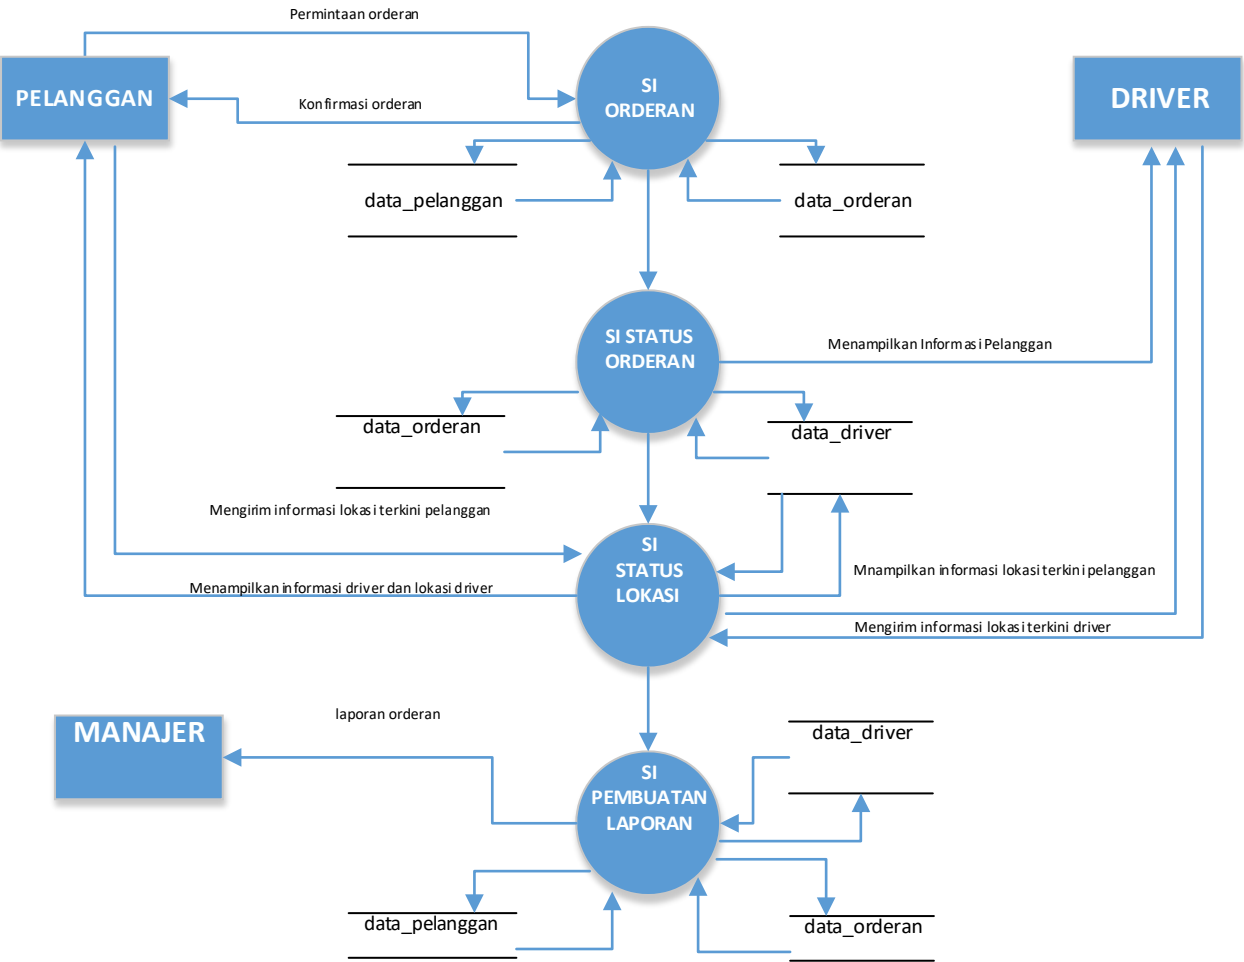 Permintaan orderan
PELANGGAN
Konfirmasi orderan
SI
ORDERAN
DRIVER
data_pelanggan
data_orderan
SI STATUS
ORDERAN
Menampilkan Informasi Pelanggan
data_orderan
data_driver
Mengirim informasi lokasi terkini pelanggan
SI
STATUS
LOKASI
Mnampilkan informasi lokasi terkini pelanggan
Menampilkan informasi driver dan lokasi driver
Mengirim informasi lokasi terkini driver
MANAJER
laporan orderan
data_driver
SI
PEMBUATAN
LAPORAN
data_pelanggan
data_orderan